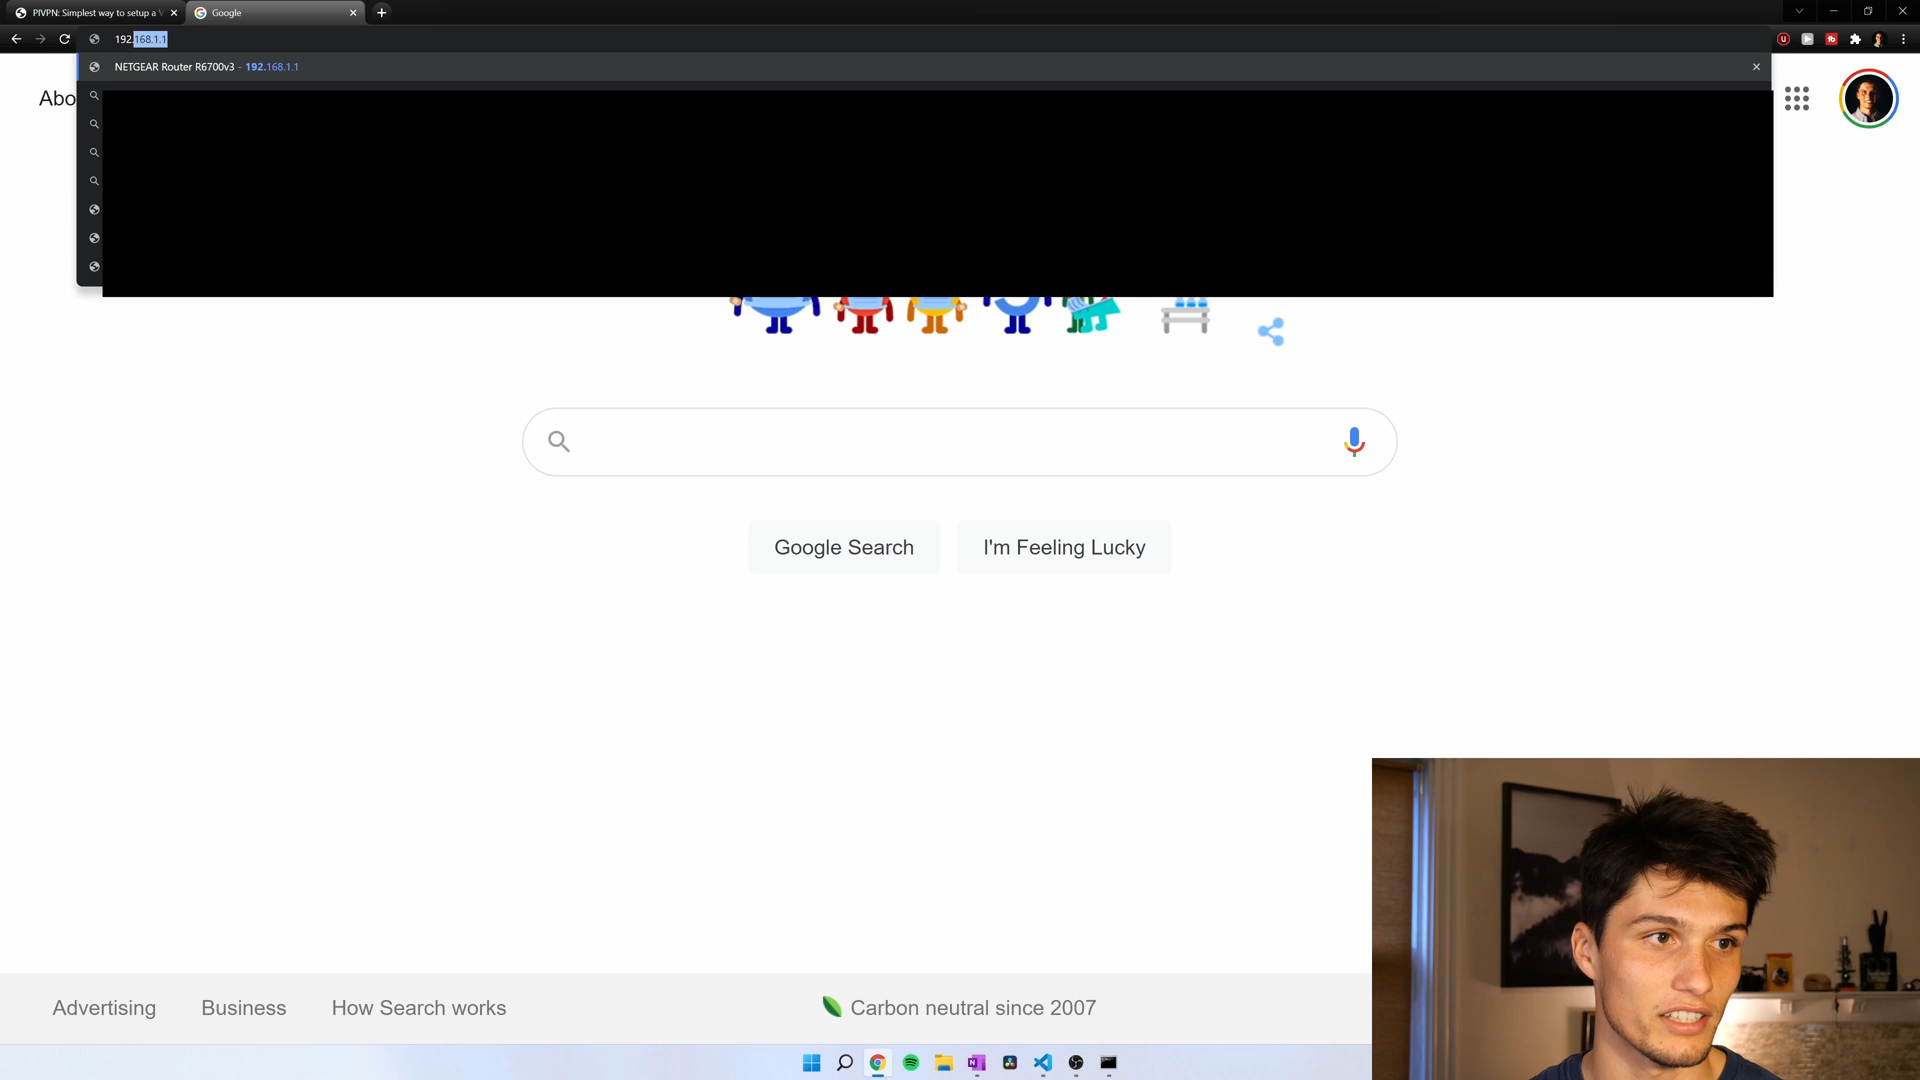 PIVPN: Simplest way to setup a V
Google
192.168.1.1
NETGEAR Router R6700v3 - 192.168.1.1
Abo
Google Search
I'm Feeling Lucky
Advertising
Business
How Search works
Carbon neutral since 2007